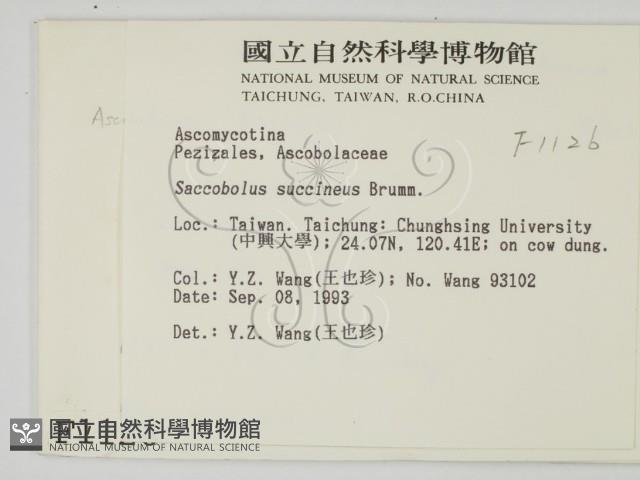 國立自然科學博物館
NATIONAL MUSEUM OF NATURAL SCIENCE
TAICHUNG, TAIWAN, R.O.CHINA
Asc
F1126
Ascomycotina
Pezizales, Ascobolaceae
Saccobolus succineus Brumm.
Loc.: Taiwan. Taichung: Chunghsing University
(中興大學); 24.07N, 120.41E; on cow dung.
Col.: Y.Z. Wang(王也珍); No. Wang 93102
Date: Sep. 08, 1993
Det.: Y.Z. Wang(王也珍)
國立自然科學博物館
NATIONAL MUSEUM OF NATURAL SCIENCE